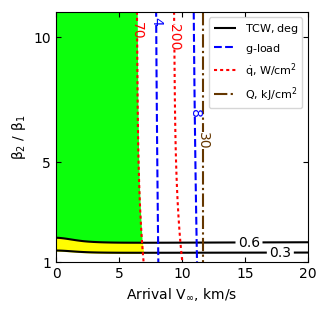 TCW, deg
g-load
q̇, W/cm²
Q, kJ/cm²
70
4
200
8
30
0.6
0.3
10
5
1
0 5 10 15 20
β₂ / β₁
Arrival V∞, km/s